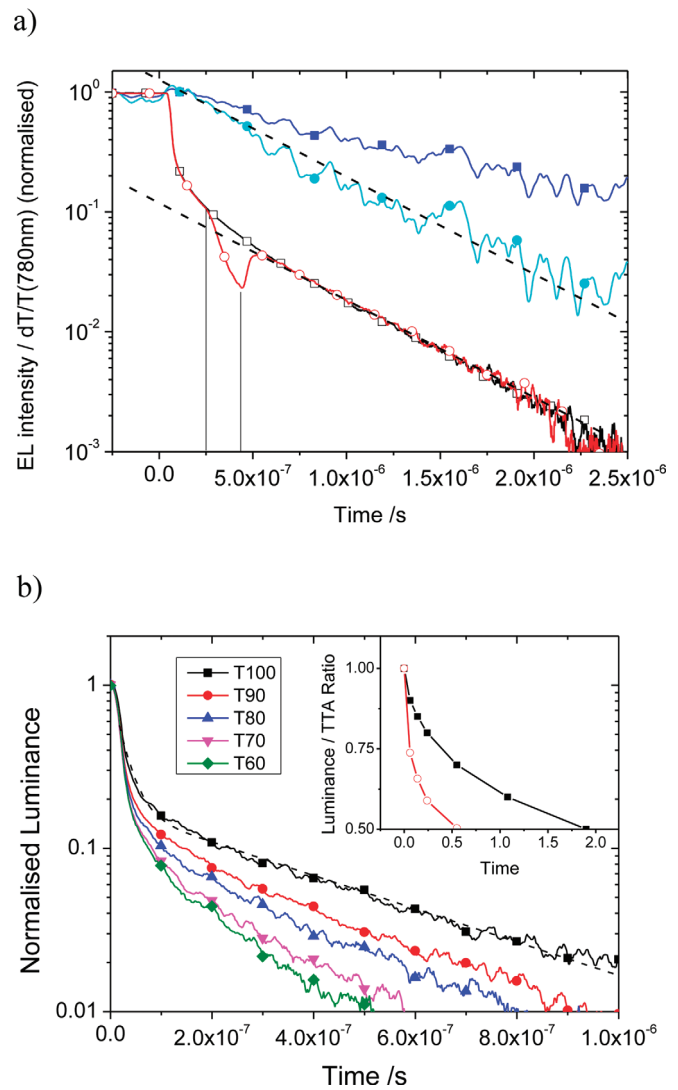 a)
EL intensity / dT/T(780nm) (normalised)
10^0
10^-1
10^-2
10^-3
0.0 5.0x10^-7 1.0x10^-6 1.5x10^-6 2.0x10^-6 2.5x10^-6
Time /s
b)
Normalised Luminance
1
0.1
0.01
T100
T90
T80
T70
T60
Luminance / TTA Ratio
1.00
0.75
0.50
0.0 0.5 1.0 1.5 2.0
Time
0.0 2.0x10^-7 4.0x10^-7 6.0x10^-7 8.0x10^-7 1.0x10^-6
Time /s